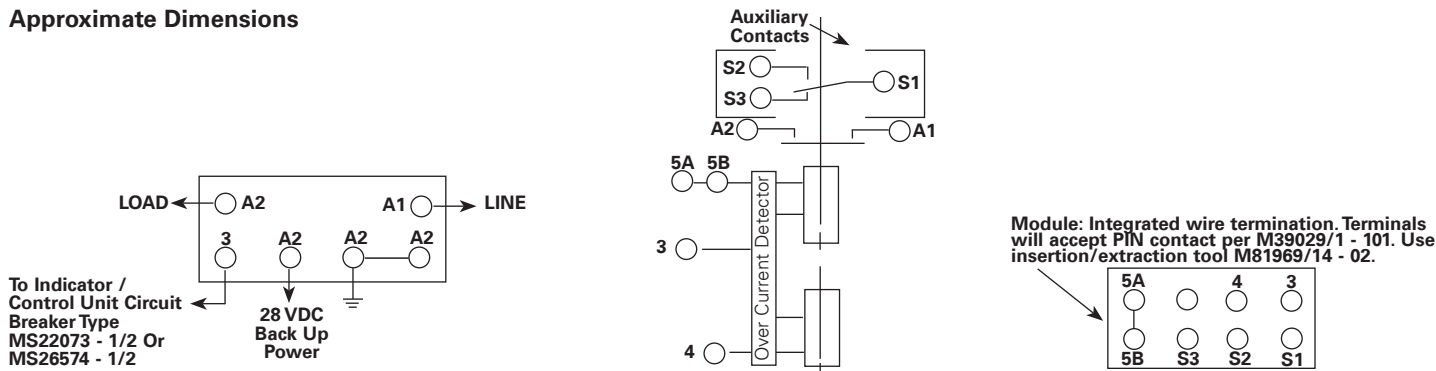 Approximate Dimensions
LOAD
A2
A1
LINE
3
A2
A2
A2
To Indicator /
Control Unit Circuit
Breaker Type
MS22073 - 1/2 Or
MS26574 - 1/2
28 VDC
Back Up
Power
Auxiliary
Contacts
S2
S1
S3
A2
A1
5A 5B
3
4
Over Current Detector
Module: Integrated wire termination. Terminals
will accept PIN contact per M39029/1 - 101. Use
insertion/extraction tool M81969/14 - 02.
5A 4 3
5B S3 S2 S1